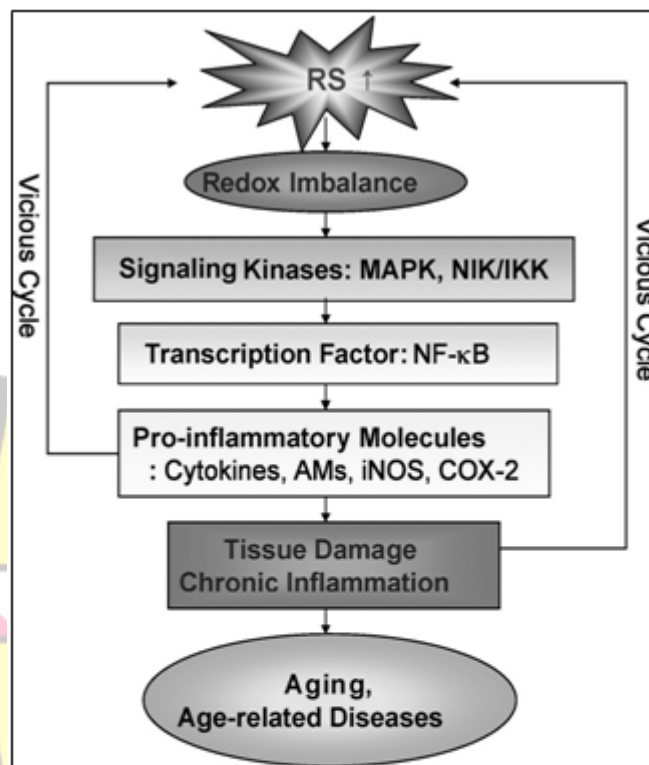 RS ↑
Redox Imbalance
Signaling Kinases: MAPK, NIK/IKK
Transcription Factor: NF-κB
Pro-inflammatory Molecules
: Cytokines, AMs, iNOS, COX-2
Tissue Damage
Chronic Inflammation
Aging,
Age-related Diseases
Vicious Cycle
Vicious Cycle